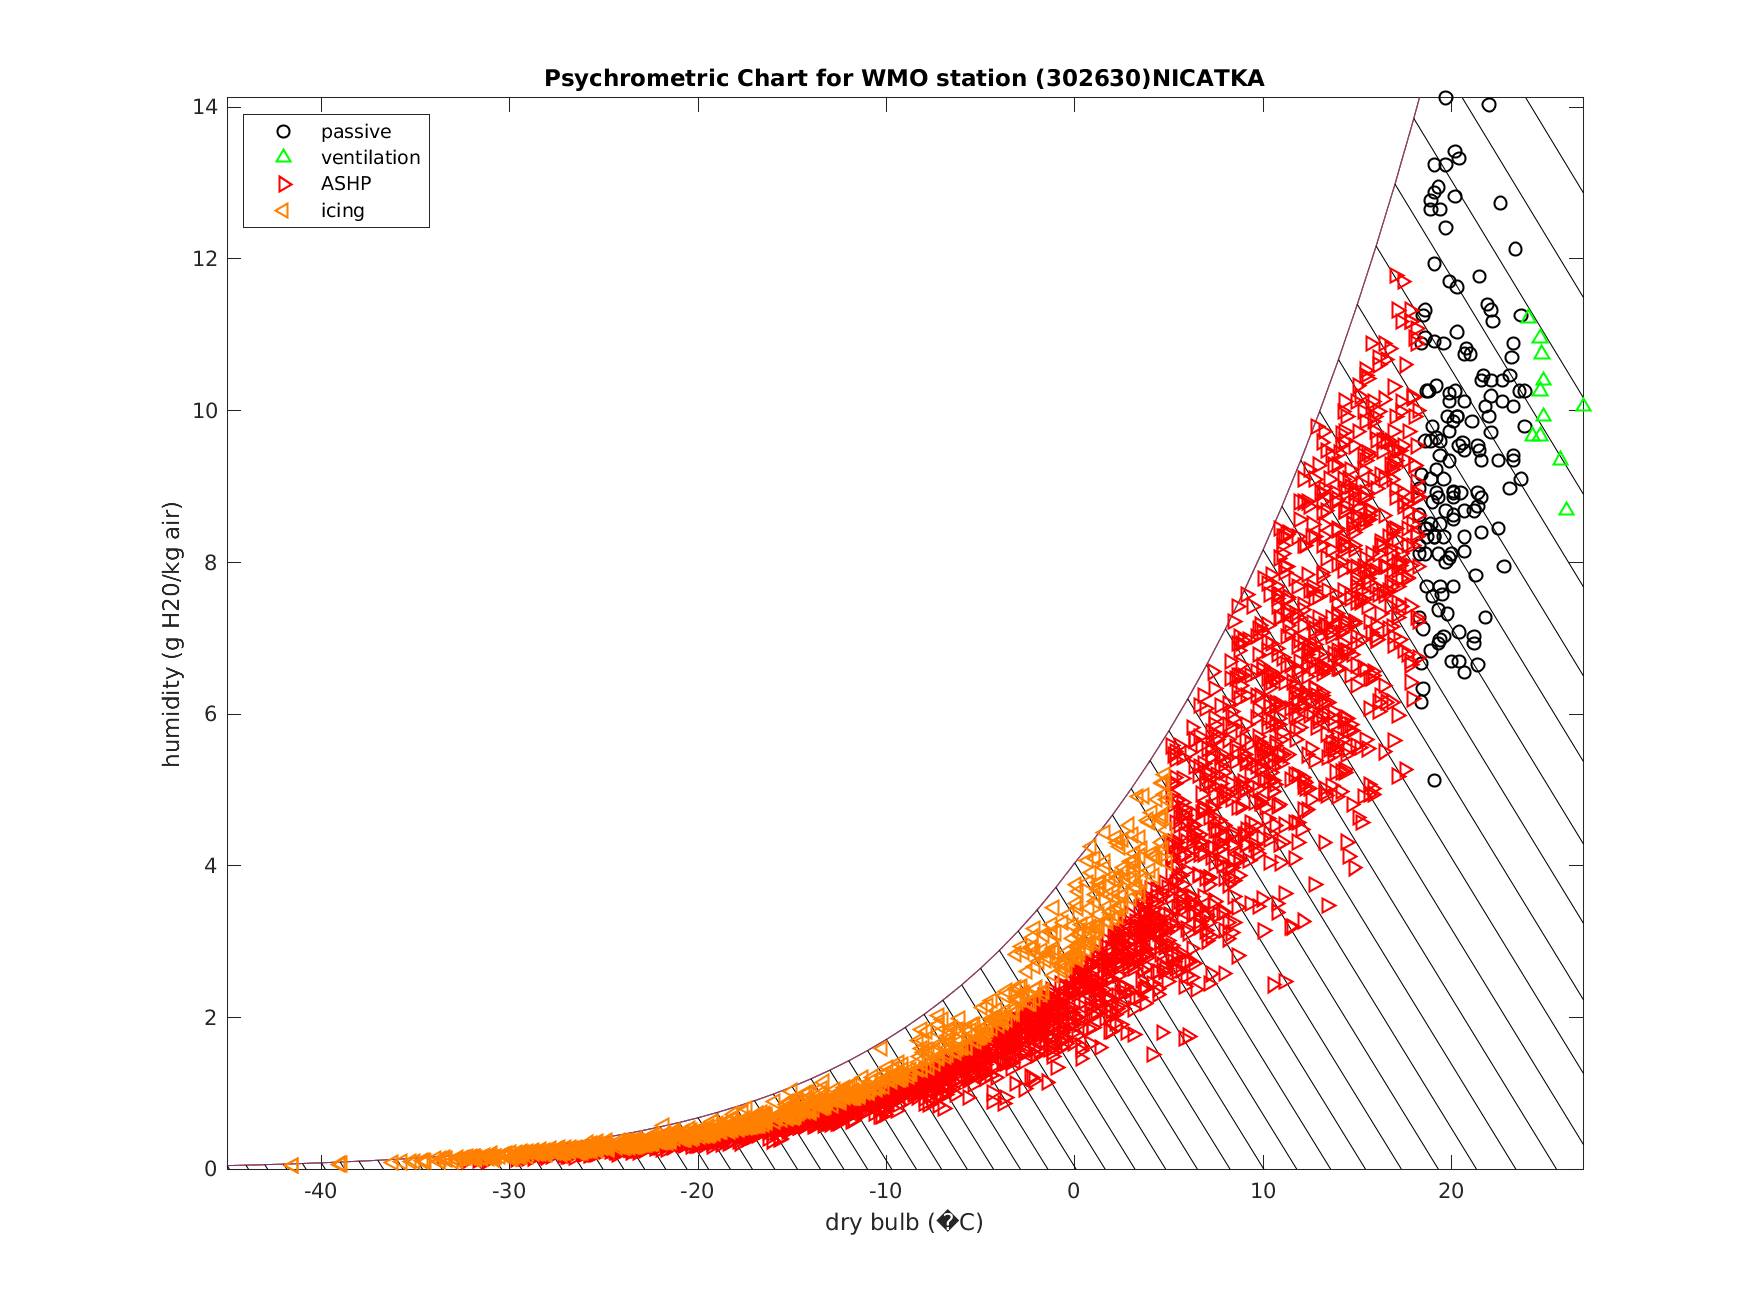 Psychrometric Chart for WMO station (302630)NICATKA
passive
ventilation
ASHP
icing
14
12
10
8
6
4
2
0
humidity (g H20/kg air)
-40 -30 -20 -10 0 10 20
dry bulb (�C)